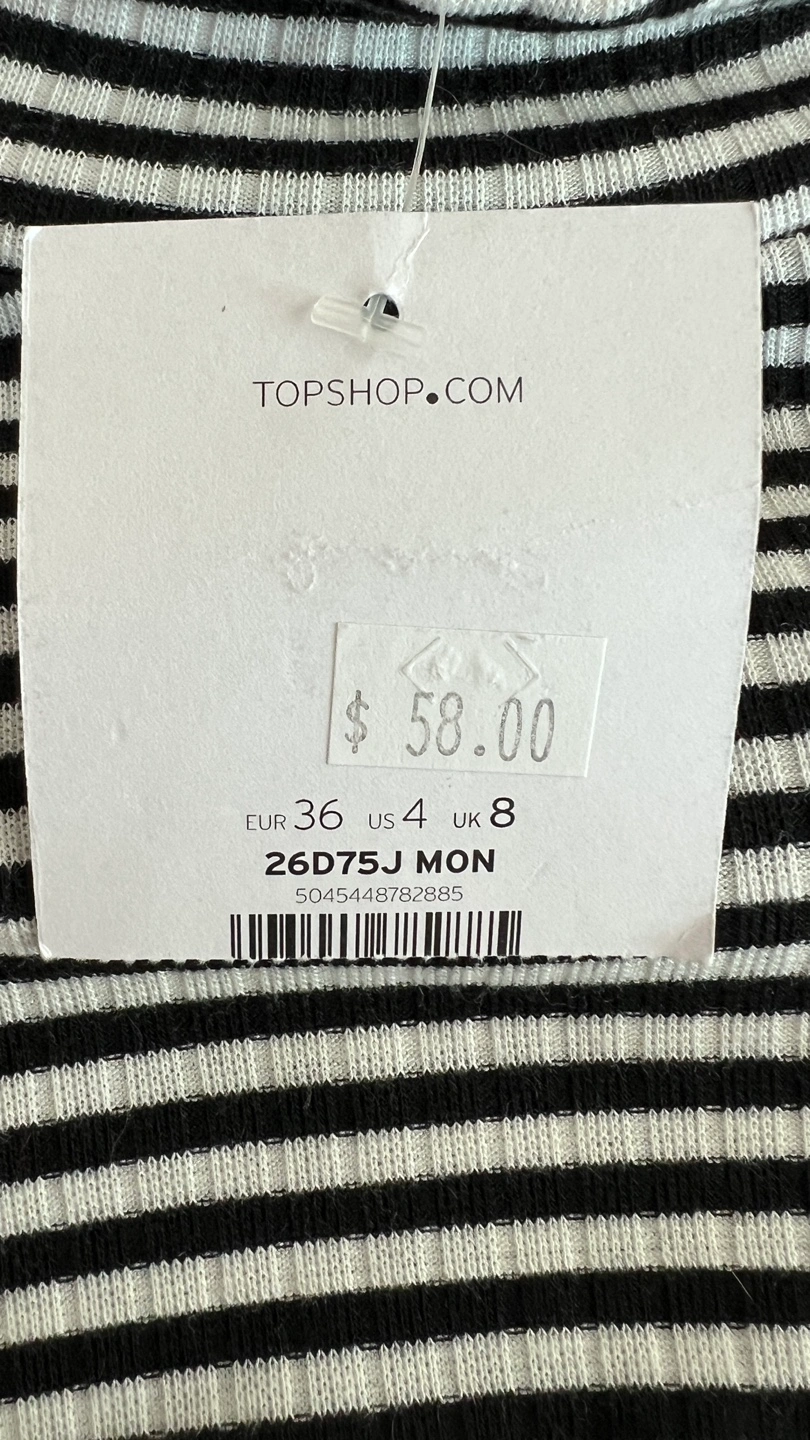 TOPSHOP.COM
$ 58.00
EUR 36 US 4 UK 8
26D75J MON
5045448782885